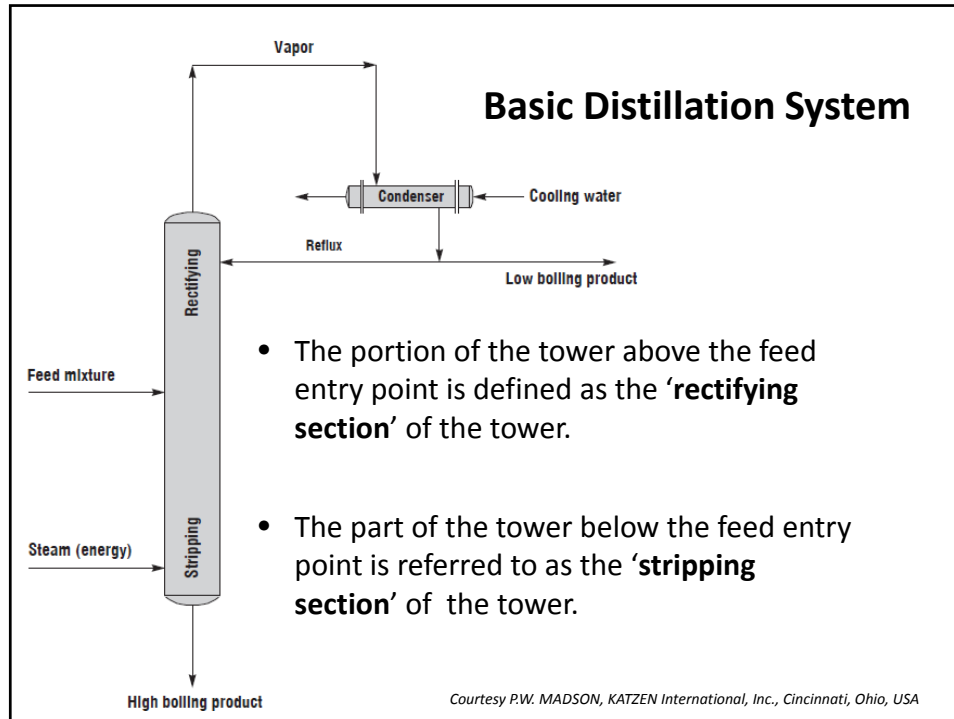 Vapor
Basic Distillation System
Condenser
Cooling water
Reflux
Low boiling product
Rectifying
• The portion of the tower above the feed
entry point is defined as the ‘rectifying
section’ of the tower.
Feed mixture
• The part of the tower below the feed entry
point is referred to as the ‘stripping
section’ of the tower.
Stripping
Steam (energy)
High boiling product
Courtesy P.W. MADSON, KATZEN International, Inc., Cincinnati, Ohio, USA